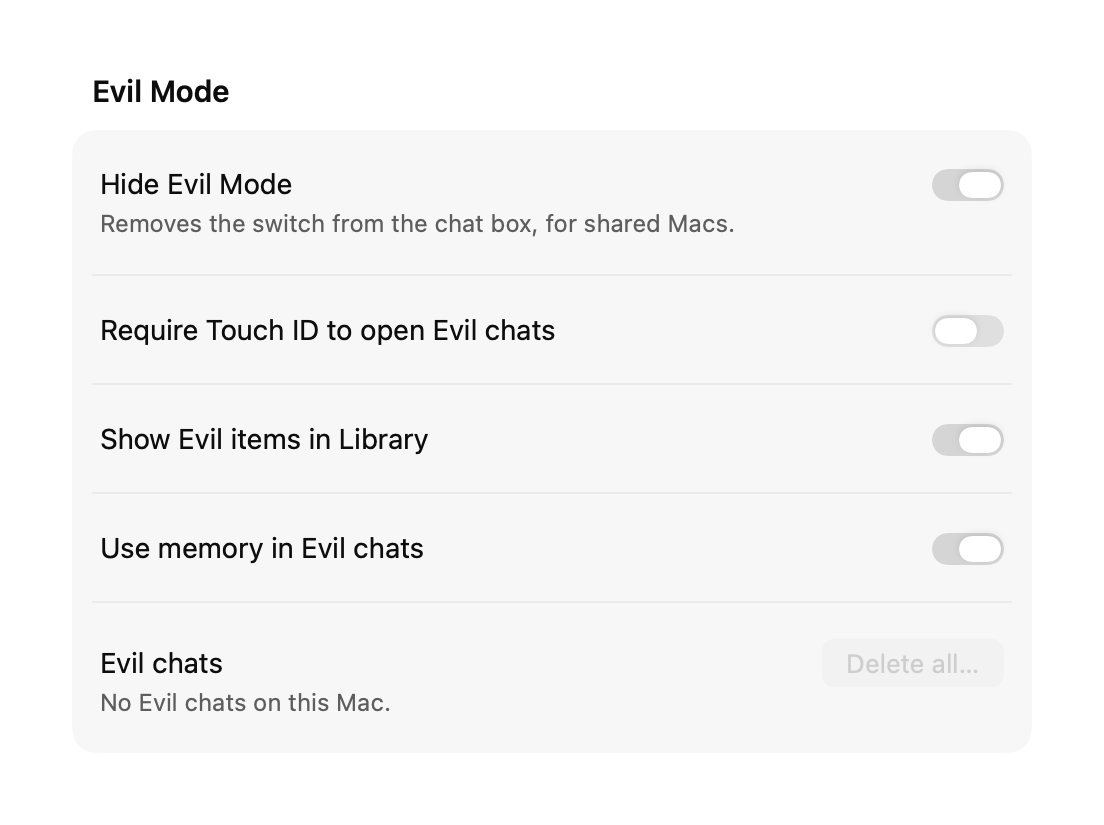 Evil Mode
Hide Evil Mode
Removes the switch from the chat box, for shared Macs.
Require Touch ID to open Evil chats
Show Evil items in Library
Use memory in Evil chats
Evil chats
Delete all...
No Evil chats on this Mac.